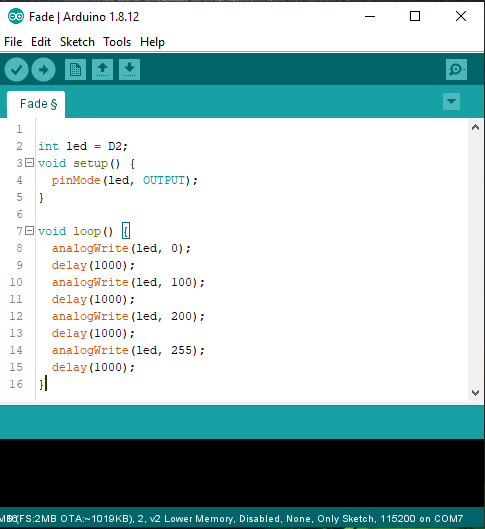 Fade | Arduino 1.8.12
File Edit Sketch Tools Help
Fade §
1
2 int led = D2;
3 void setup() {
4 pinMode(led, OUTPUT);
5 }
6
7 void loop() {
8 analogWrite(led, 0);
9 delay(1000);
10 analogWrite(led, 100);
11 delay(1000);
12 analogWrite(led, 200);
13 delay(1000);
14 analogWrite(led, 255);
15 delay(1000);
16 }
(FS:2MB OTA:~1019KB), 2, v2 Lower Memory, Disabled, None, Only Sketch, 115200 on COM7